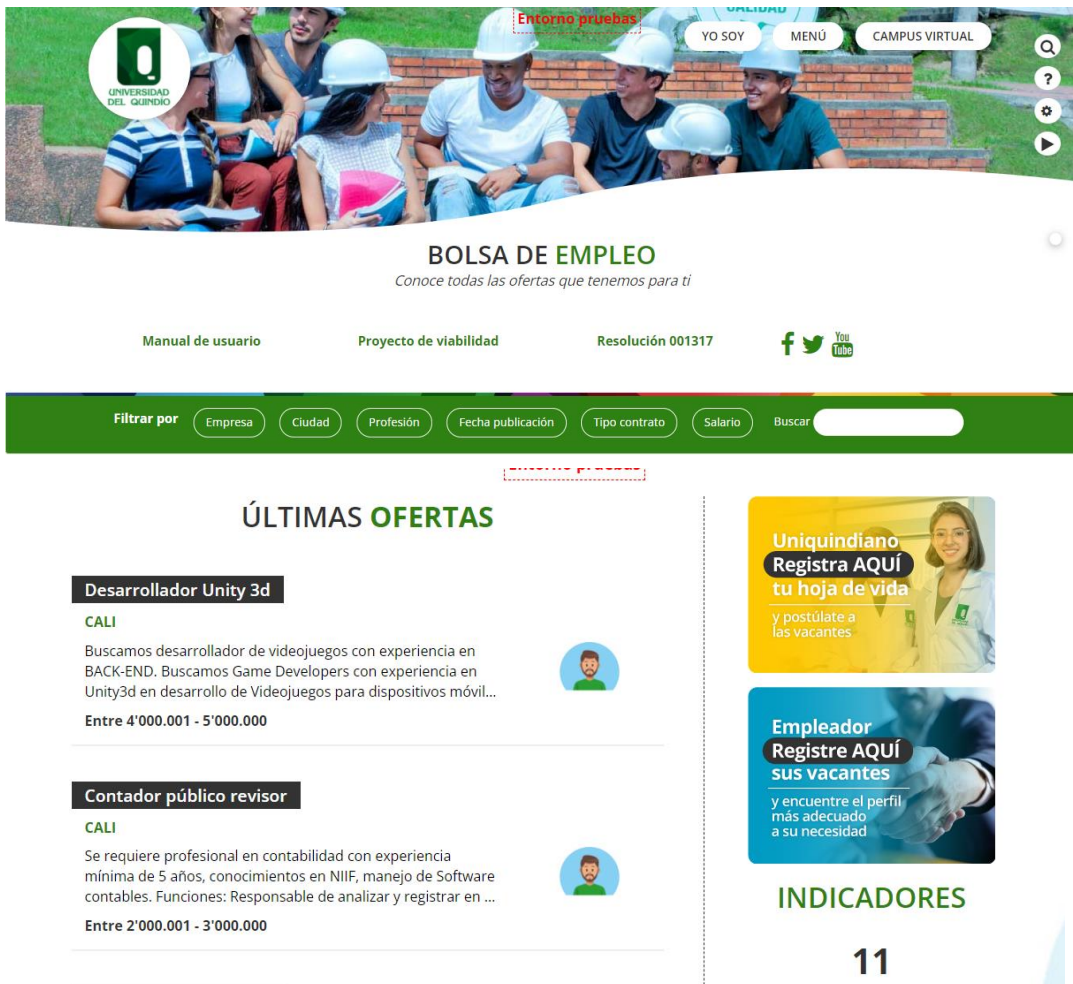 CALIDAD
Entorno pruebas
YO SOY
MENÚ
CAMPUS VIRTUAL
UNIVERSIDAD
DEL QUINDÍO
?
BOLSA DE EMPLEO
Conoce todas las ofertas que tenemos para ti
Manual de usuario
Proyecto de viabilidad
Resolución 001317
You
Tube
Filtrar por
Empresa
Ciudad
Profesión
Fecha publicación
Tipo contrato
Salario
Buscar
Entorno pruebas
ÚLTIMAS OFERTAS
Desarrollador Unity 3d
CALI
Buscamos desarrollador de videojuegos con experiencia en
BACK-END. Buscamos Game Developers con experiencia en
Unity3d en desarrollo de Videojuegos para dispositivos móvil...
Entre 4'000.001 - 5'000.000
Contador público revisor
CALI
Se requiere profesional en contabilidad con experiencia
mínima de 5 años, conocimientos en NIIF, manejo de Software
contables. Funciones: Responsable de analizar y registrar en ...
Entre 2'000.001 - 3'000.000
Uniquindiano
Registra AQUÍ
tu hoja de vida
y postúlate a
las vacantes
Empleador
Registre AQUÍ
sus vacantes
y encuentre el perfil
más adecuado
a su necesidad
INDICADORES
11